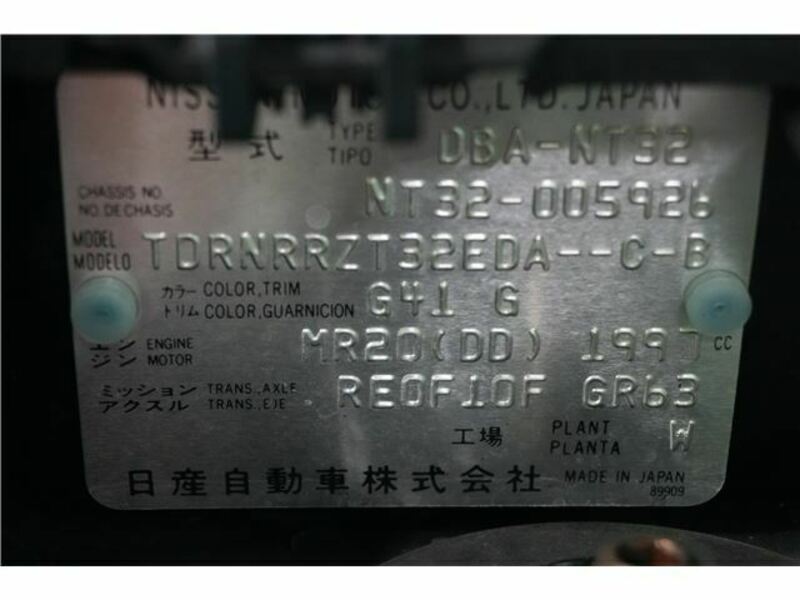 CO.,LTD. JAPAN
型式 TYPE TIPO DBA-NT32
CHASSIS NO. NO.DECHASIS NT32-005926
MODEL MODELO TDRNRRZT32EDA--C-B
カラー COLOR,TRIM
トリム COLOR,GUARNICION G41 G
エン ENGINE
ジン MOTOR MR20(DD) 1997 CC
ミッション TRANS.,AXLE
アクスル TRANS.,EJE RE0F10F GR63
工場 PLANT PLANTA W
日産自動車株式会社 MADE IN JAPAN
89909